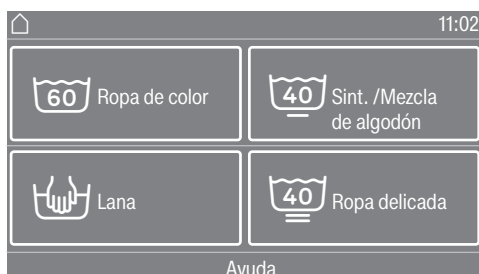 11:02
60 Ropa de color
40 Sint. /Mezcla
de algodón
Lana
40 Ropa delicada
Ayuda